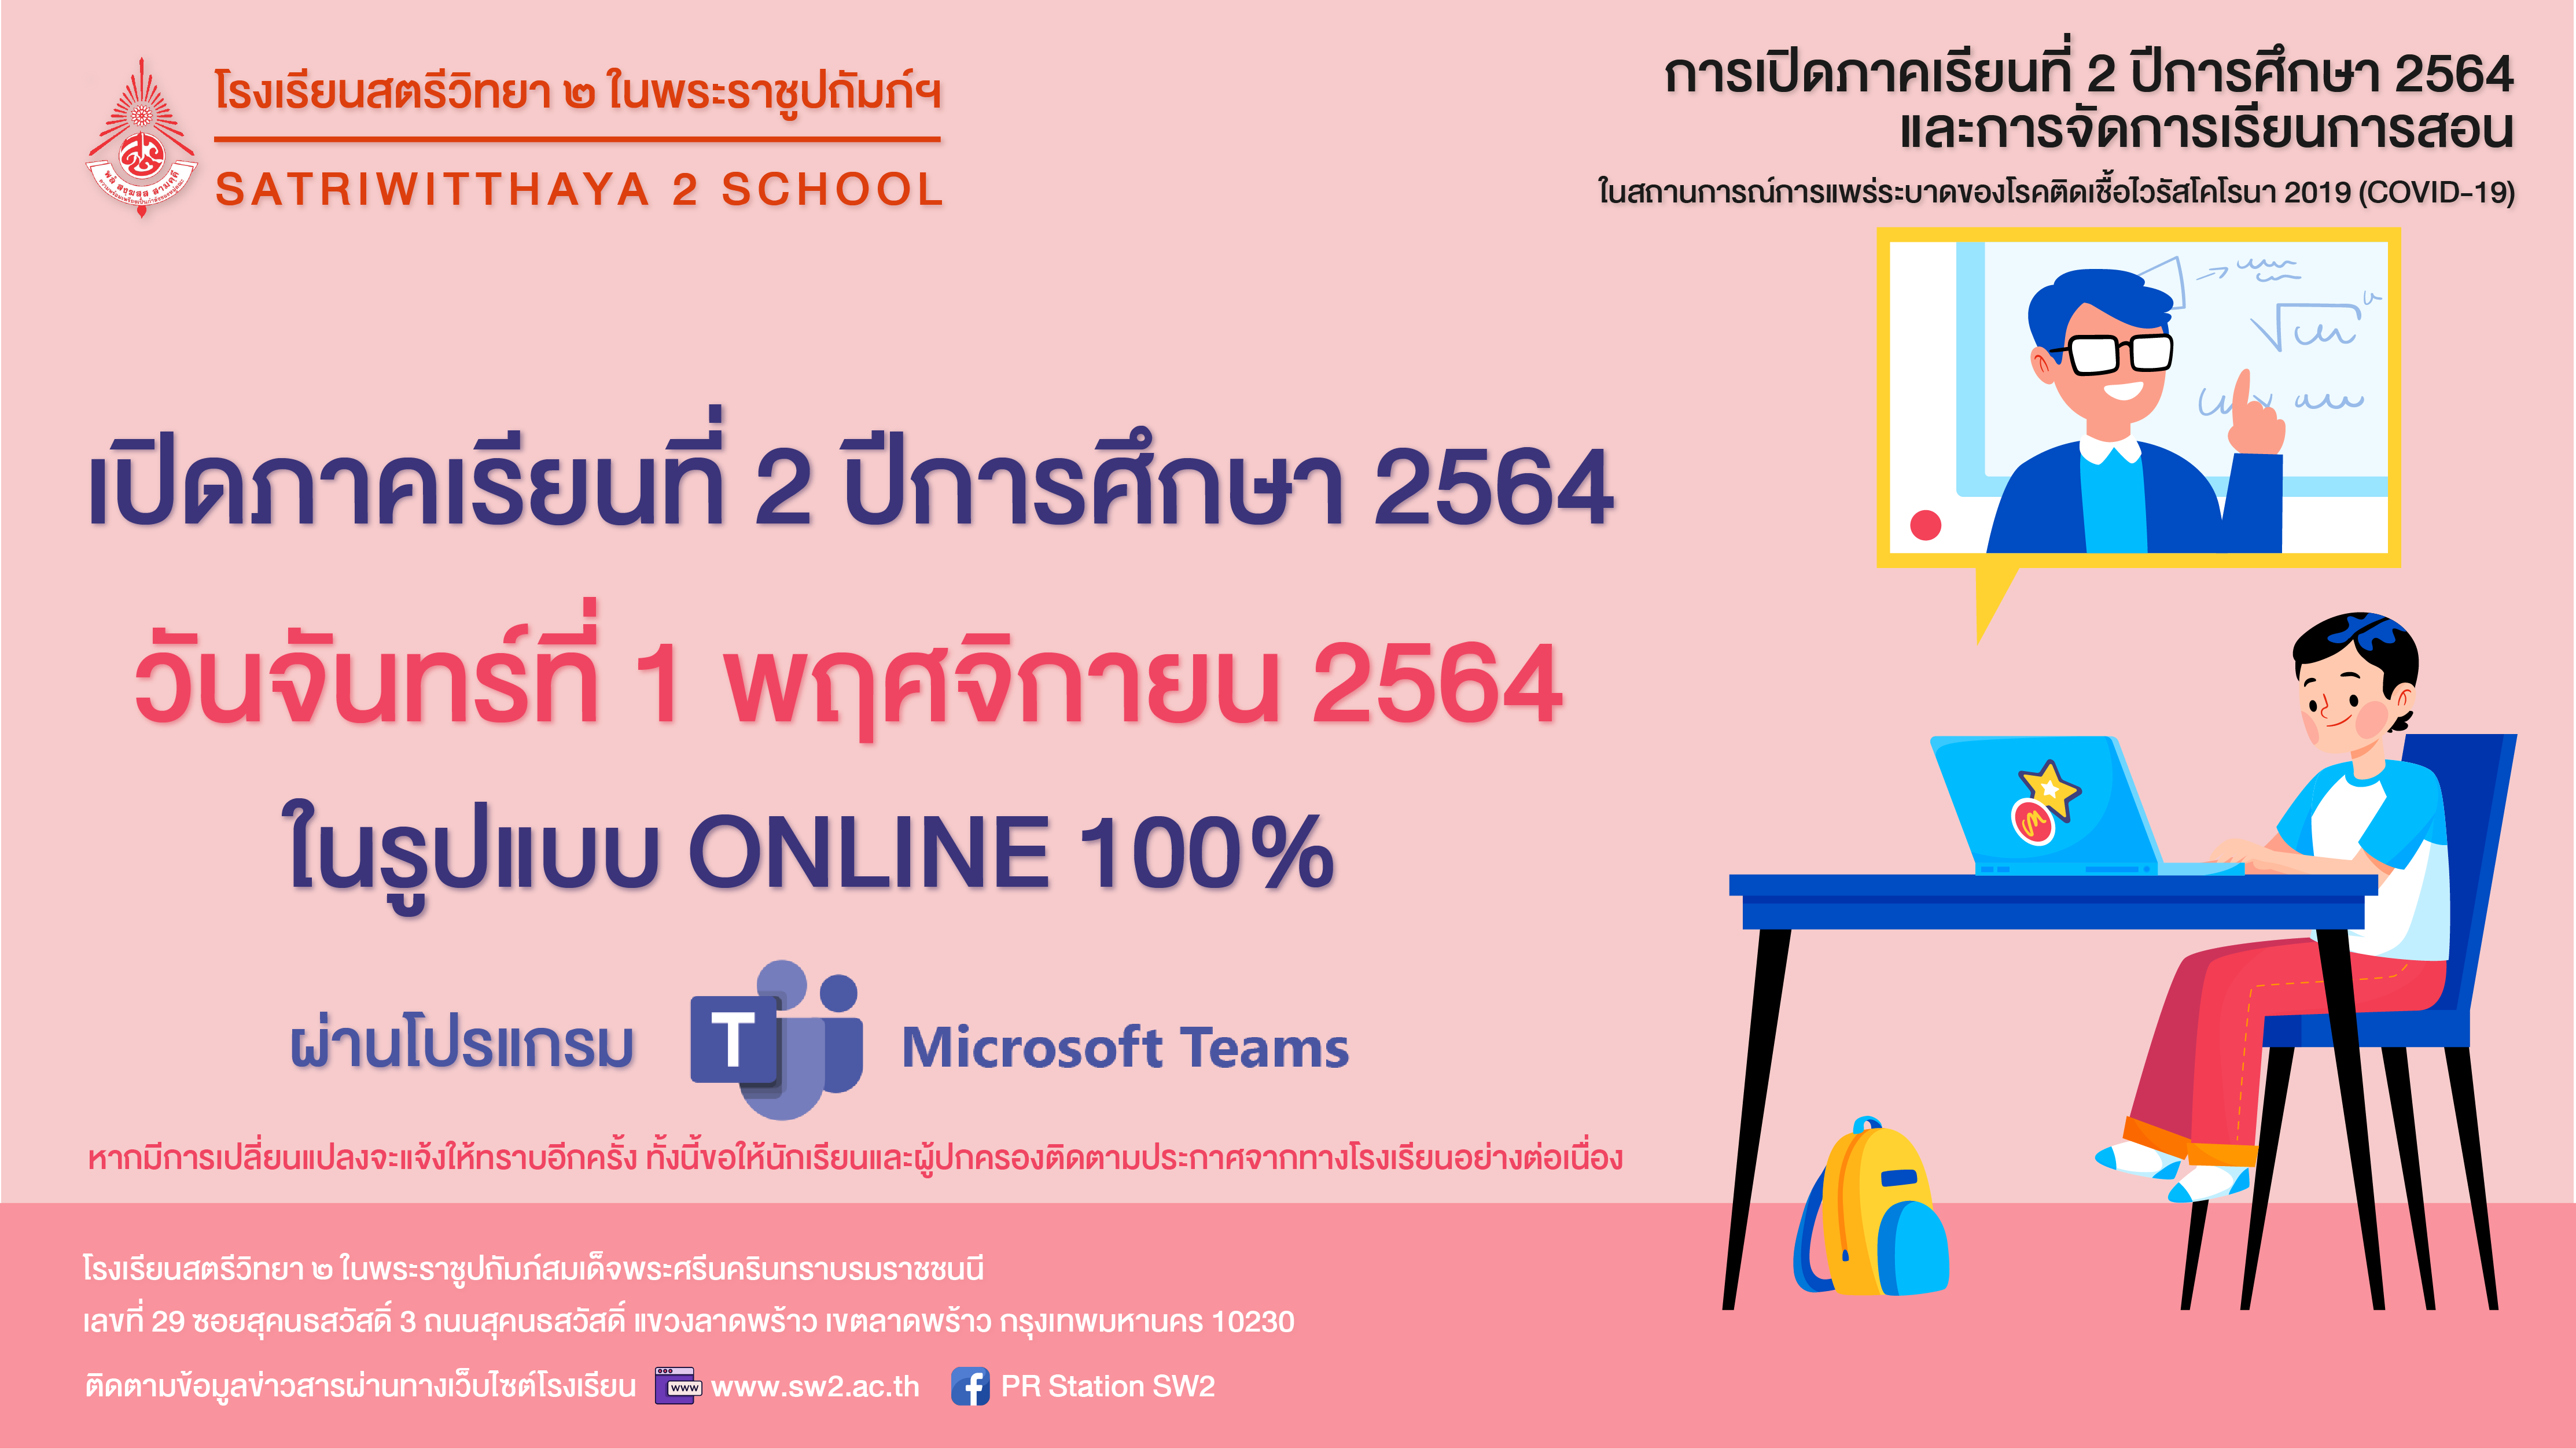 โรงเรียนสตรีวิทยา ๒ ในพระราชูปถัมภ์ฯ
SATRIWITTHAYA 2 SCHOOL
การเปิดภาคเรียนที่ 2 ปีการศึกษา 2564
และการจัดการเรียนการสอน
ในสถานการณ์การแพร่ระบาดของโรคติดเชื้อไวรัสโคโรนา 2019 (COVID-19)
เปิดภาคเรียนที่ 2 ปีการศึกษา 2564
วันจันทร์ที่ 1 พฤศจิกายน 2564
ในรูปแบบ ONLINE 100%
ผ่านโปรแกรม T Microsoft Teams
หากมีการเปลี่ยนแปลงจะแจ้งให้ทราบอีกครั้ง ทั้งนี้ขอให้นักเรียนและผู้ปกครองติดตามประกาศจากทางโรงเรียนอย่างต่อเนื่อง
โรงเรียนสตรีวิทยา ๒ ในพระราชูปถัมภ์สมเด็จพระศรีนครินทราบรมราชชนนี
เลขที่ 29 ซอยสุคนธสวัสดิ์ 3 ถนนสุคนธสวัสดิ์ แขวงลาดพร้าว เขตลาดพร้าว กรุงเทพมหานคร 10230
ติดตามข้อมูลข่าวสารผ่านทางเว็บไซต์โรงเรียน www www.sw2.ac.th f PR Station SW2